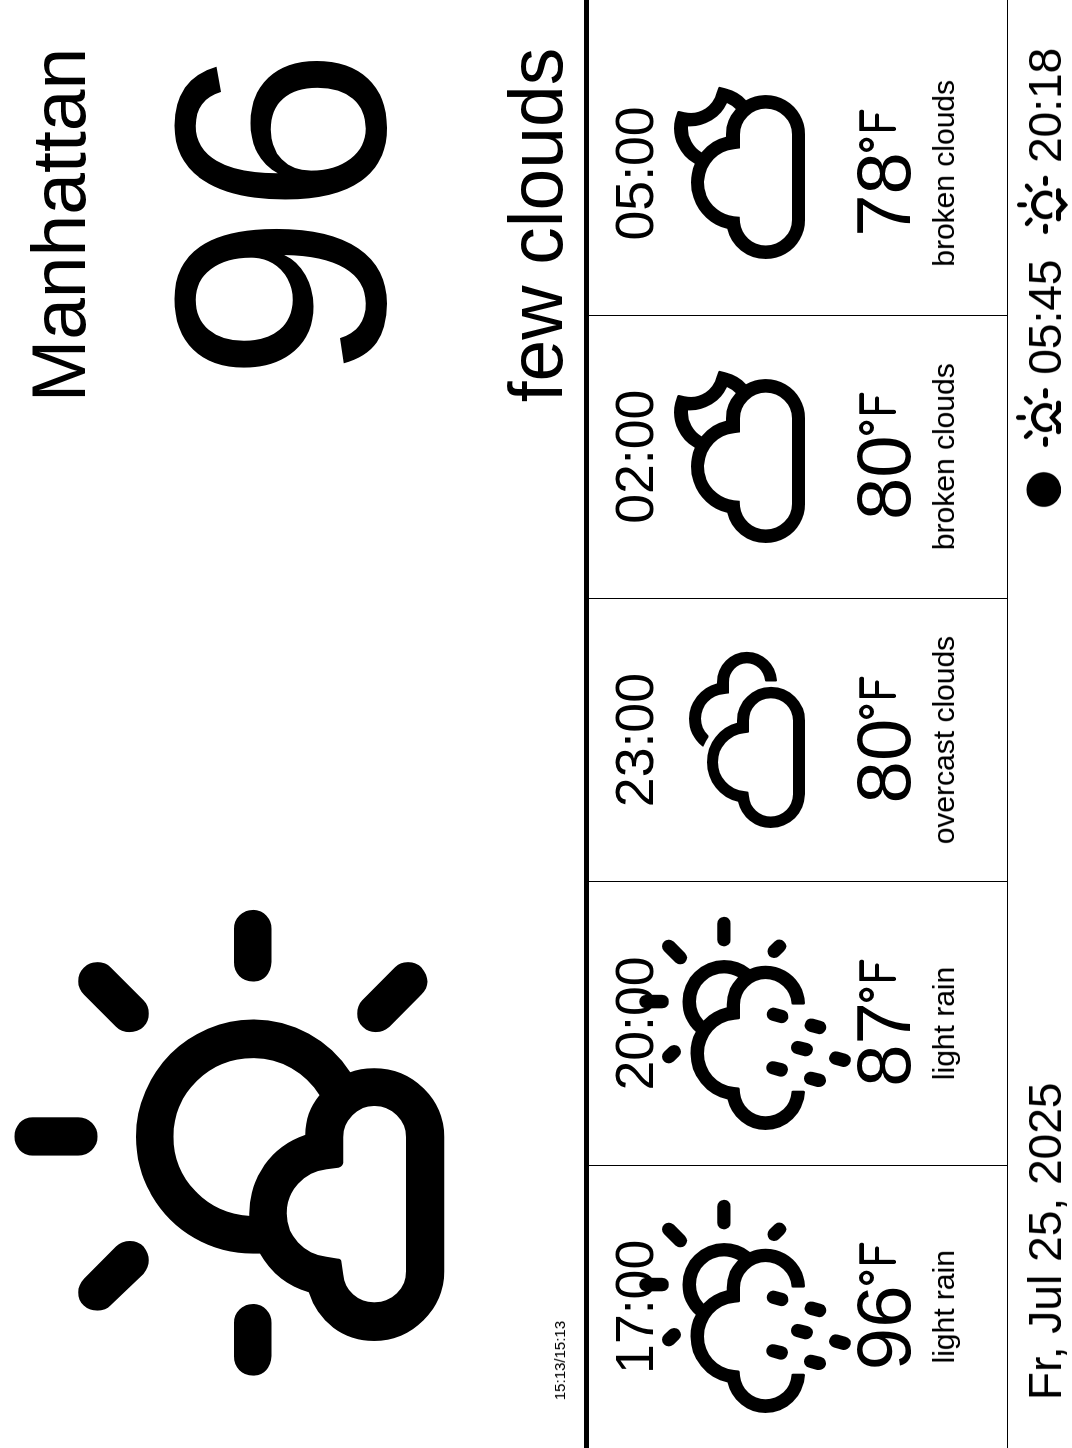 Manhattan
96
few clouds
15:13/15:13
17:00
20:00
23:00
02:00
05:00
96°F
87°F
80°F
80°F
78°F
light rain
light rain
overcast clouds
broken clouds
broken clouds
Fr, Jul 25, 2025
05:45
20:18